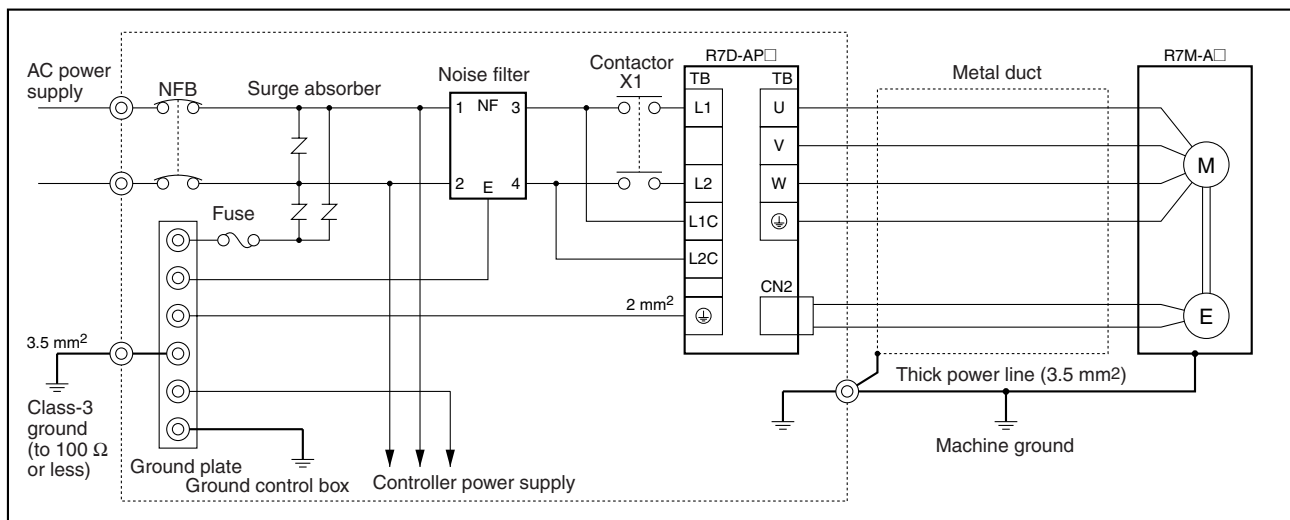 AC power
supply
NFB
Surge absorber
Noise filter
1 NF 3
2 E 4
Contactor
X1
R7D-AP□
TB TB
L1 U
V
L2 W
L1C
L2C
CN2
Metal duct
R7M-A□
M
E
Fuse
2 mm²
3.5 mm²
Class-3
ground
(to 100 Ω
or less)
Ground plate
Ground control box
Controller power supply
Thick power line (3.5 mm²)
Machine ground